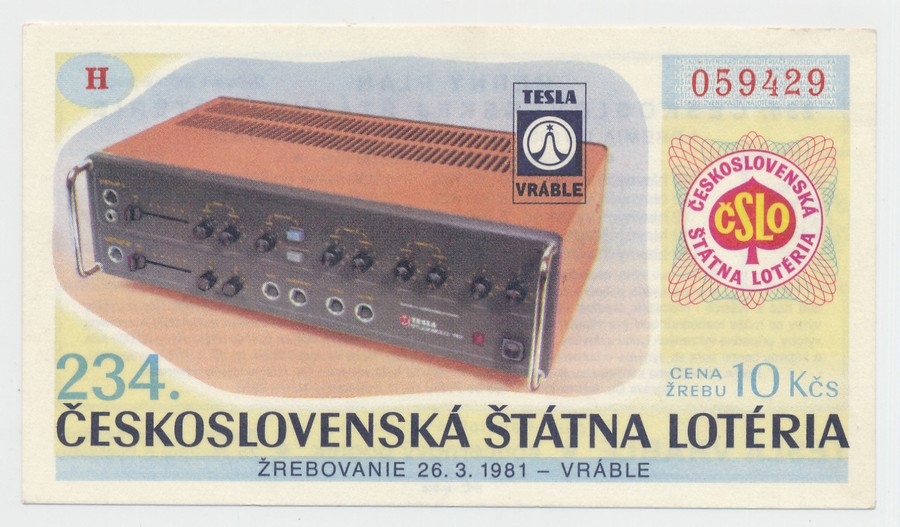 H
059429
TESLA
VRÁBLE
ČESKOSLOVENSKÁ
ČSLO
ŠTÁTNA LOTÉRIA
TESLA
234.
CENA
ŽREBU 10 Kčs
ČESKOSLOVENSKÁ ŠTÁTNA LOTÉRIA
ŽREBOVANIE 26. 3. 1981 – VRÁBLE